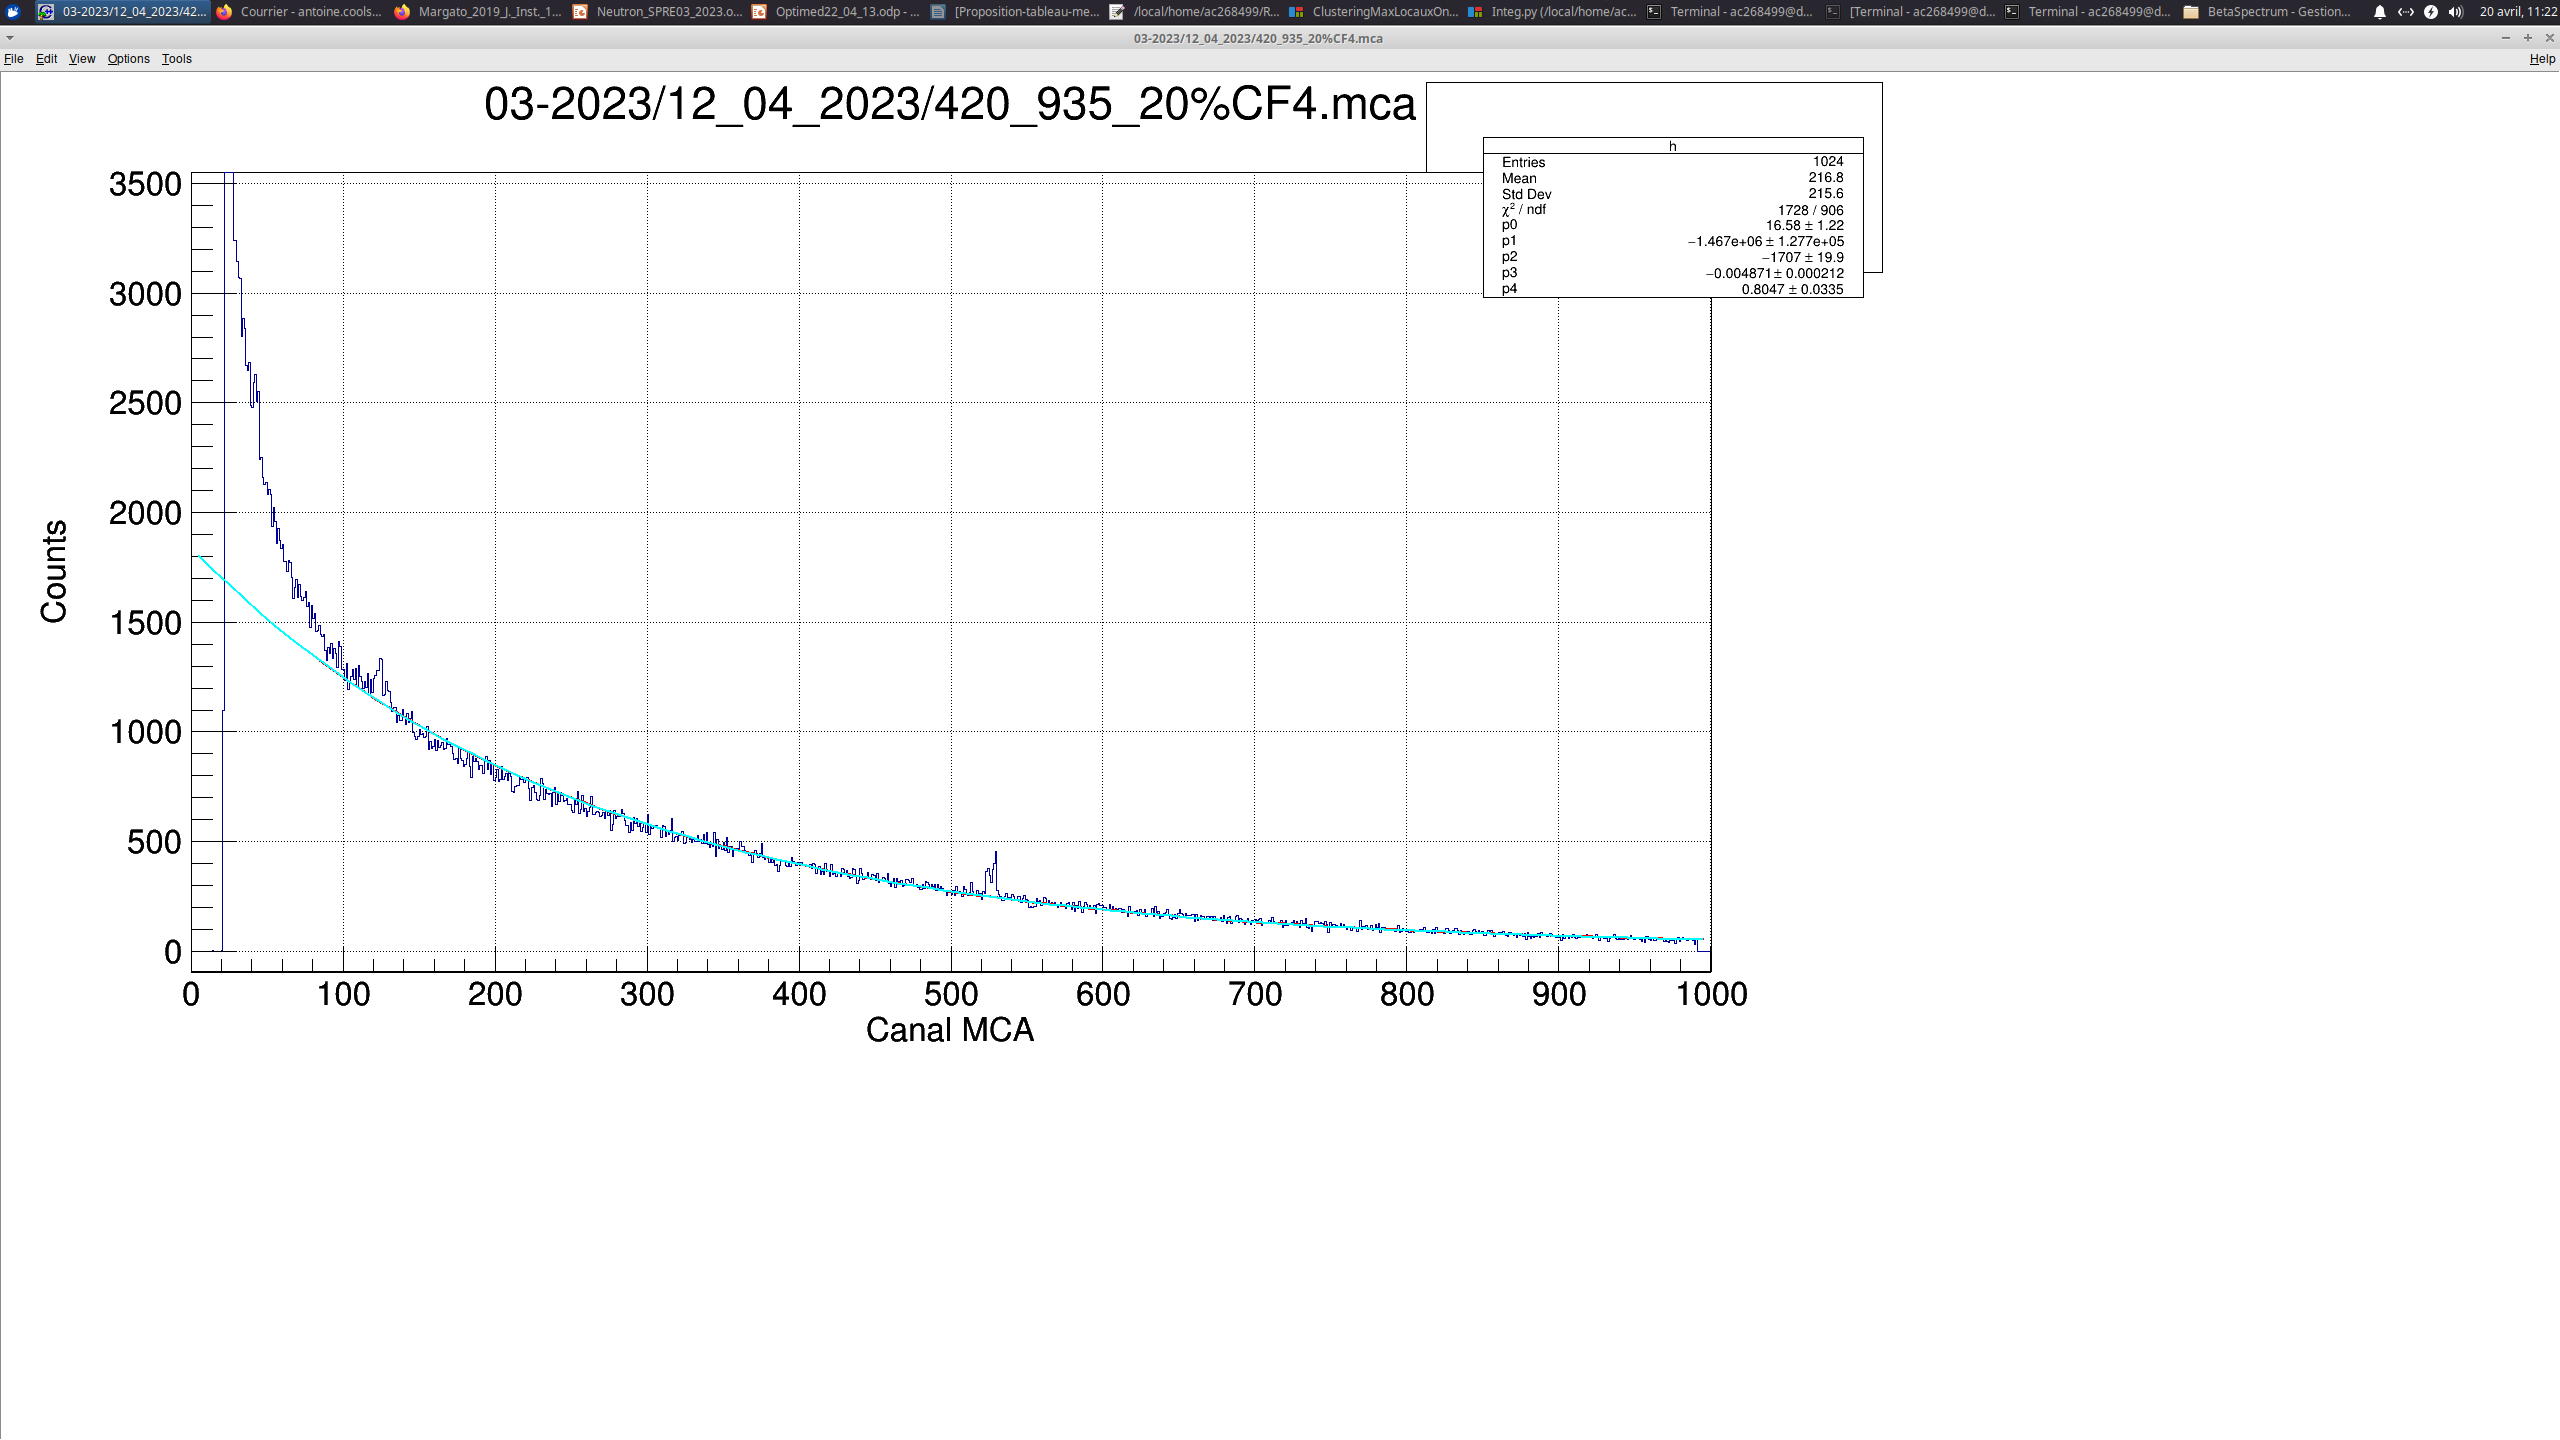 03-2023/12_04_2023/42... Courrier - antoine.cools... Margato_2019_J._Inst._1... Neutron_SPRE03_2023.o... Optimed22_04_13.odp - ... [Proposition-tableau-me... /local/home/ac268499/R... ClusteringMaxLocauxOn... Integ.py (/local/home/ac... Terminal - ac268499@d... [Terminal - ac268499@d... Terminal - ac268499@d... BetaSpectrum - Gestion... 20 avril, 11:22
03-2023/12_04_2023/420_935_20%CF4.mca
File Edit View Options Tools Help
03-2023/12_04_2023/420_935_20%CF4.mca
h
Entries 1024
Mean 216.8
Std Dev 215.6
χ² / ndf 1728 / 906
p0 16.58 ± 1.22
p1 −1.467e+06 ± 1.277e+05
p2 −1707 ± 19.9
p3 −0.004871 ± 0.000212
p4 0.8047 ± 0.0335
3500
3000
2500
2000
1500
1000
500
0
Counts
0 100 200 300 400 500 600 700 800 900 1000
Canal MCA